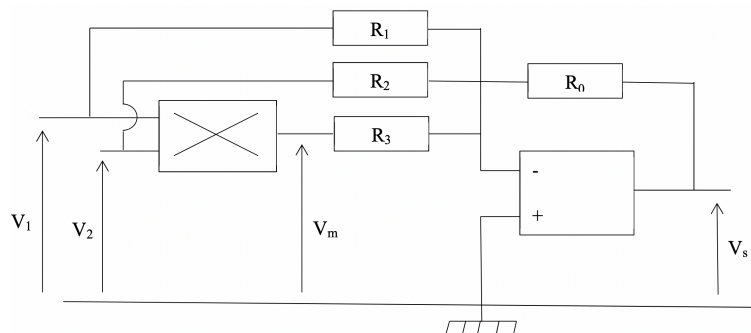 R₁
R₂
R₀
R₃
-
+
V₁
V₂
Vₘ
Vₛ